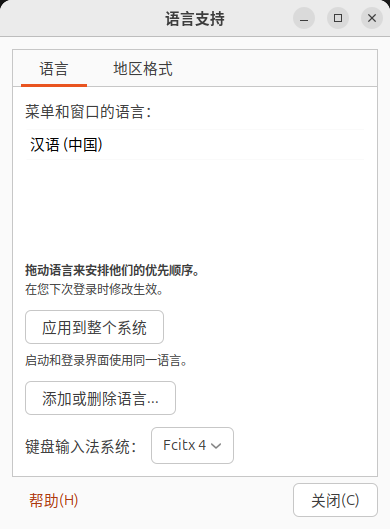 语言支持
语言 地区格式
菜单和窗口的语言：
汉语 (中国)
拖动语言来安排他们的优先顺序。
在您下次登录时修改生效。
应用到整个系统
启动和登录界面使用同一语言。
添加或删除语言...
键盘输入法系统： Fcitx 4
帮助(H) 关闭(C)